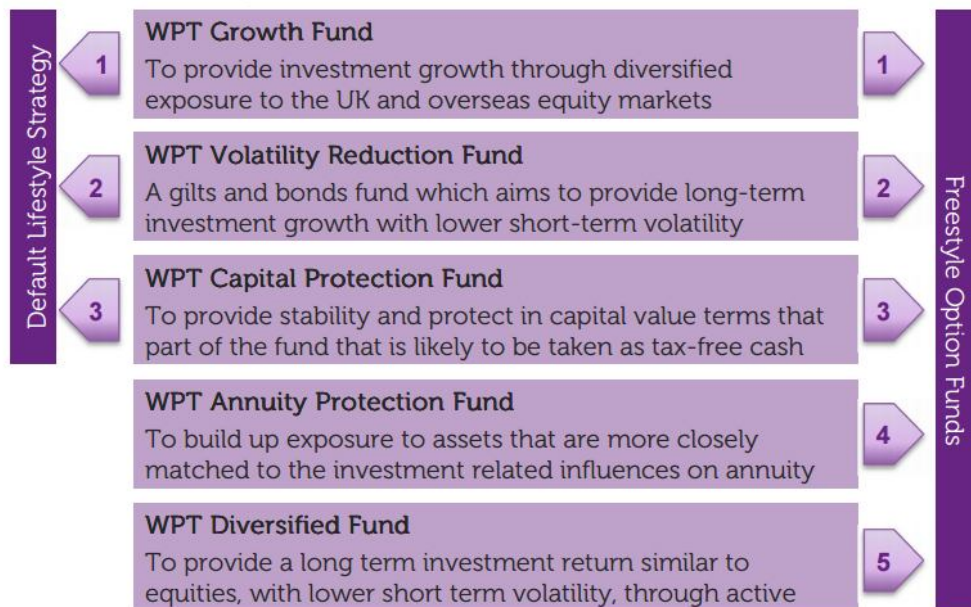 Default Lifestyle Strategy
1
WPT Growth Fund
To provide investment growth through diversified
exposure to the UK and overseas equity markets
1
2
WPT Volatility Reduction Fund
A gilts and bonds fund which aims to provide long-term
investment growth with lower short-term volatility
2
3
WPT Capital Protection Fund
To provide stability and protect in capital value terms that
part of the fund that is likely to be taken as tax-free cash
3
WPT Annuity Protection Fund
To build up exposure to assets that are more closely
matched to the investment related influences on annuity
4
WPT Diversified Fund
To provide a long term investment return similar to
equities, with lower short term volatility, through active
5
Freestyle Option Funds